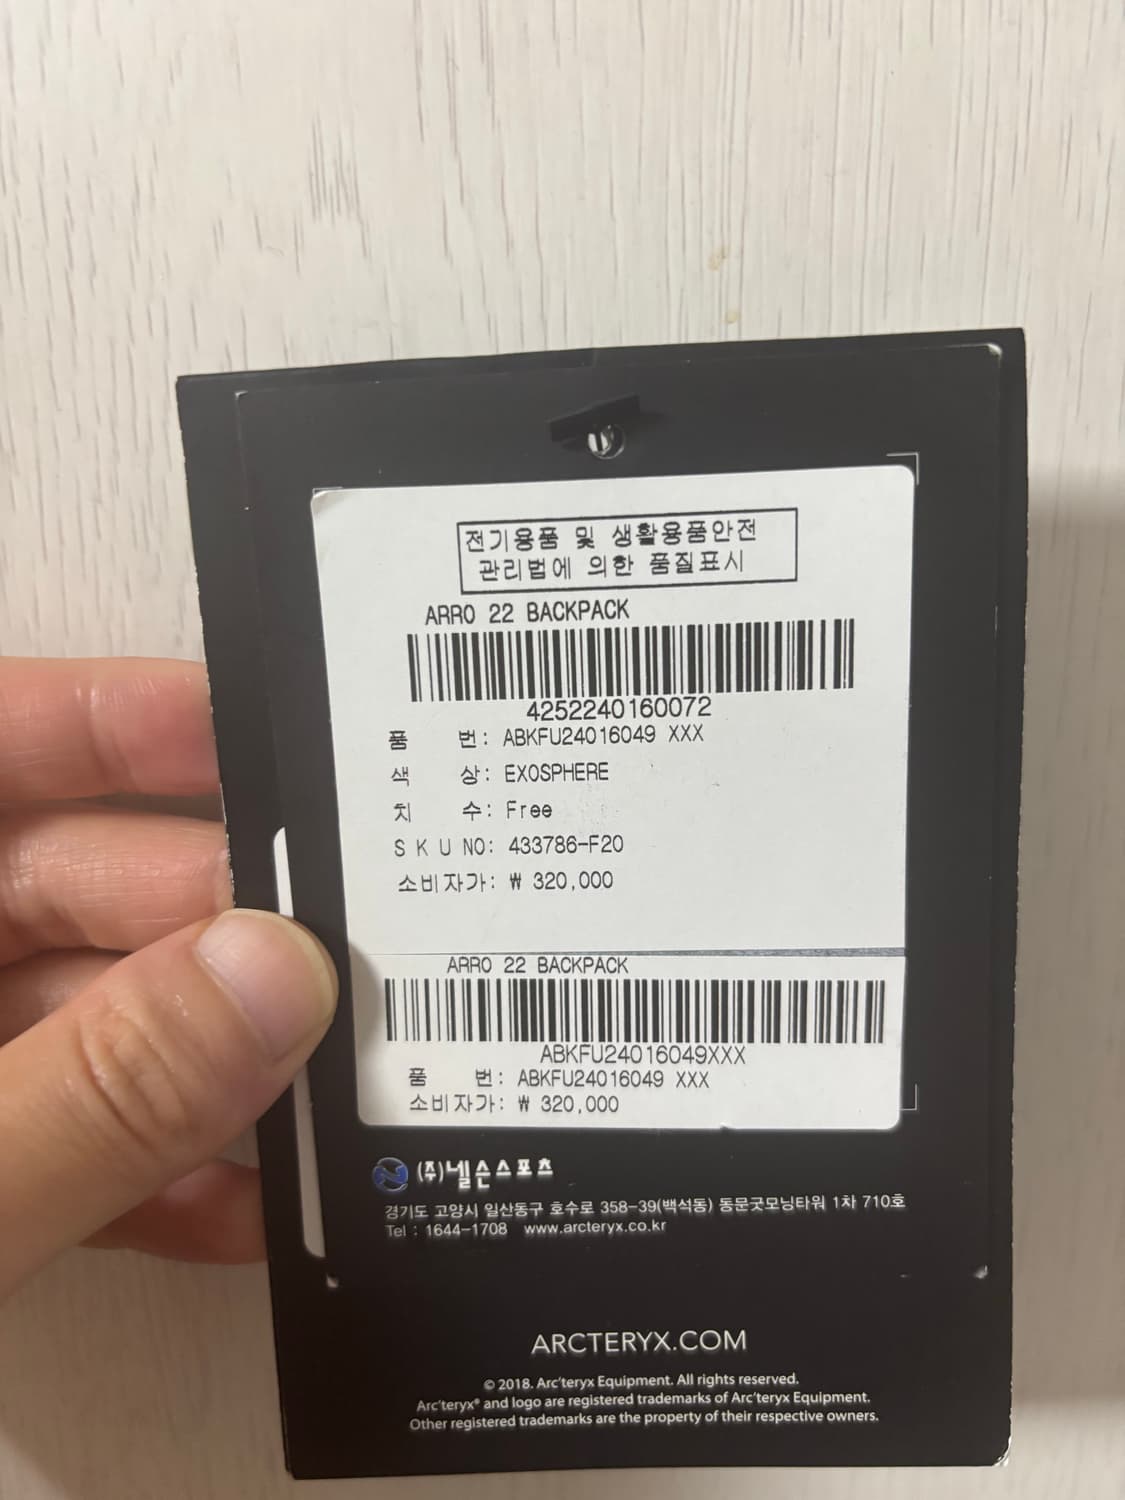 전기용품 및 생활용품안전
관리법에 의한 품질표시
ARRO 22 BACKPACK
4252240160072
품 번: ABKFU24016049 XXX
색 상: EXOSPHERE
치 수: Free
S K U NO: 433786-F20
소비자가: ₩ 320,000
ARRO 22 BACKPACK
ABKFU24016049XXX
품 번: ABKFU24016049 XXX
소비자가: ₩ 320,000
(주)넬슨스포츠
경기도 고양시 일산동구 호수로 358-39(백석동) 동문굿모닝타워 1차 710호
Tel : 1644-1708 www.arcteryx.co.kr
ARCTERYX.COM
© 2018. Arc'teryx Equipment. All rights reserved.
Arc'teryx® and logo are registered trademarks of Arc'teryx Equipment.
Other registered trademarks are the property of their respective owners.